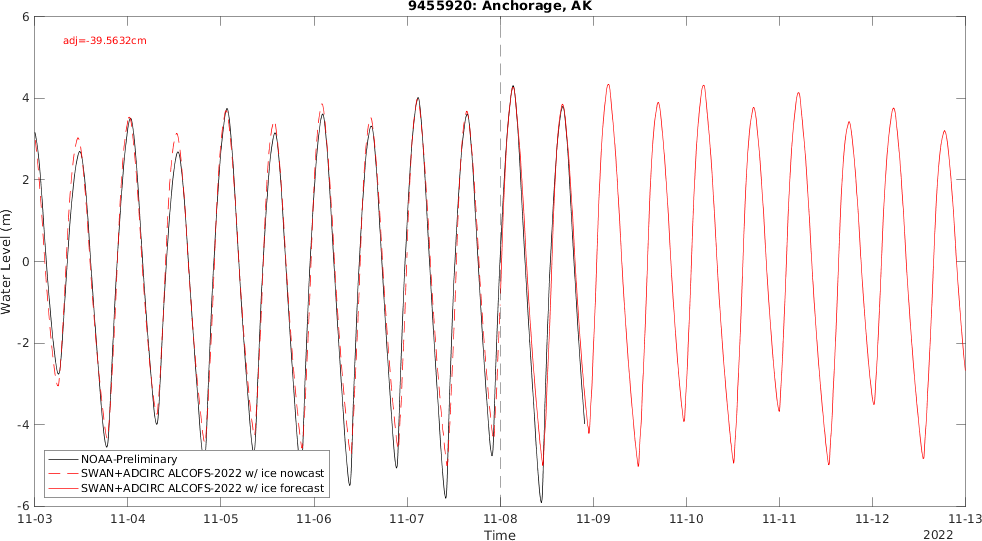 9455920: Anchorage, AK
adj=-39.5632cm
6
4
2
0
-2
-4
-6
Water Level (m)
NOAA-Preliminary
SWAN+ADCIRC ALCOFS-2022 w/ ice nowcast
SWAN+ADCIRC ALCOFS-2022 w/ ice forecast
11-03 11-04 11-05 11-06 11-07 11-08 11-09 11-10 11-11 11-12 11-13
Time
2022